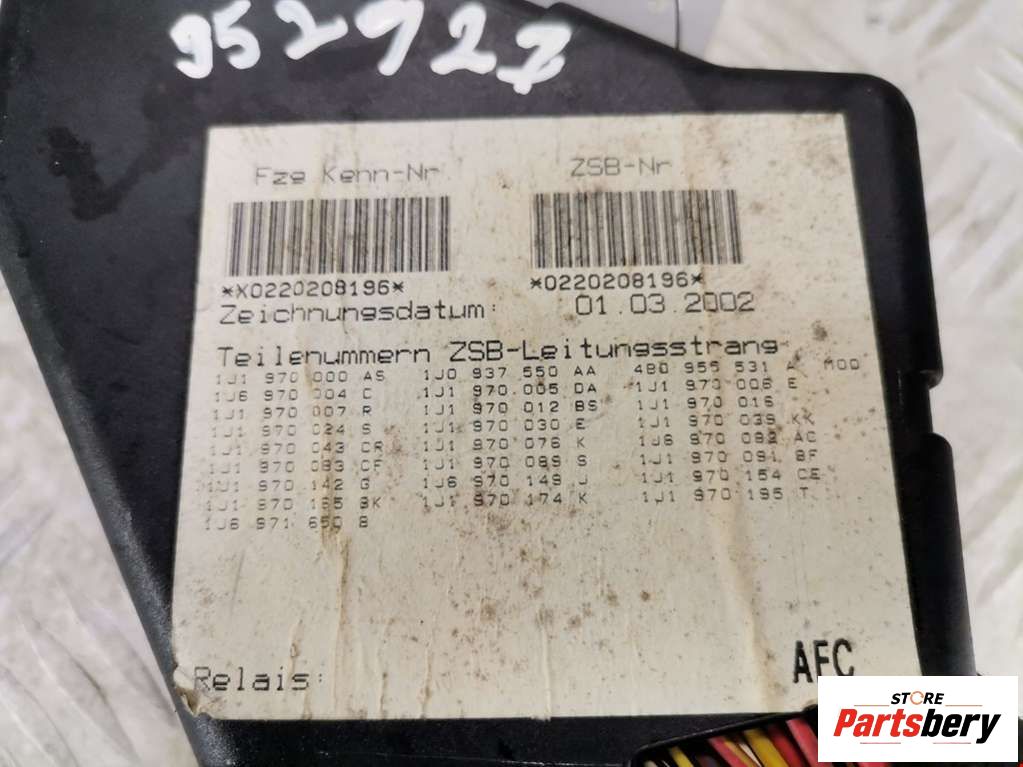 952927
Fzg Kenn-Nr ZSB-Nr
*X0220208196* *0220208196*
Zeichnungsdatum: 01.03.2002
Teilenummern ZSB-Leitungsstrang
1J1 970 000 AS 1J0 937 550 AA 4B0 955 531 A MOD
1J6 970 004 C 1J1 970 005 DA 1J1 970 006 E
1J1 970 007 R 1J1 970 012 BS 1J1 970 016
1J1 970 024 S 1J1 970 030 E 1J1 970 039 KK
1J1 970 043 CR 1J1 970 076 K 1J6 970 082 AC
1J1 970 083 CF 1J1 970 089 S 1J1 970 091 BF
1J1 970 142 G 1J6 970 149 J 1J1 970 154 CE
1J1 970 165 BK 1J1 970 174 K 1J1 970 195 T
1J6 971 650 B
Relais: AFC
STORE
Partsbery